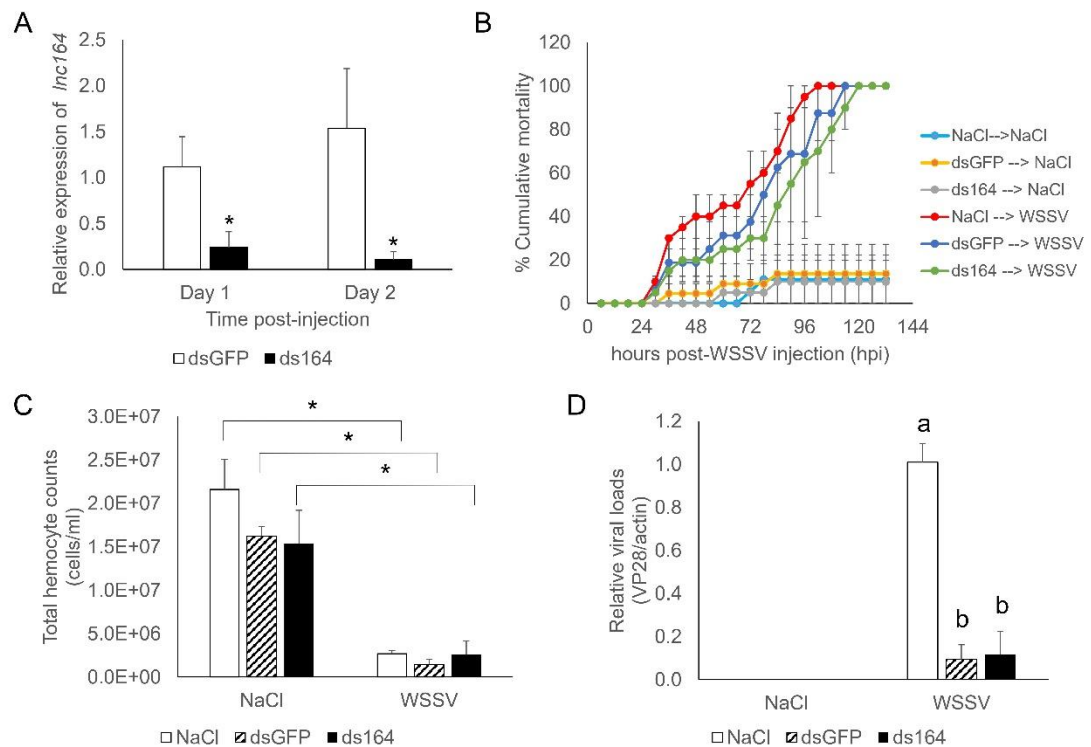 A
Relative expression of lnc164
2.5
2.0
1.5
1.0
0.5
0.0
*
*
Day 1
Day 2
Time post-injection
dsGFP
ds164
B
% Cumulative mortality
120
100
80
60
40
20
0
0
24
48
72
96
120
144
hours post-WSSV injection (hpi)
NaCl-->NaCl
dsGFP --> NaCl
ds164 --> NaCl
NaCl --> WSSV
dsGFP --> WSSV
ds164 --> WSSV
C
Total hemocyte counts
(cells/ml)
3.0E+07
2.5E+07
2.0E+07
1.5E+07
1.0E+07
5.0E+06
0.0E+00
*
*
*
NaCl
WSSV
NaCl
dsGFP
ds164
D
Relative viral loads
(VP28/actin)
1.2
1.0
0.8
0.6
0.4
0.2
0.0
a
b
b
NaCl
WSSV
NaCl
dsGFP
ds164